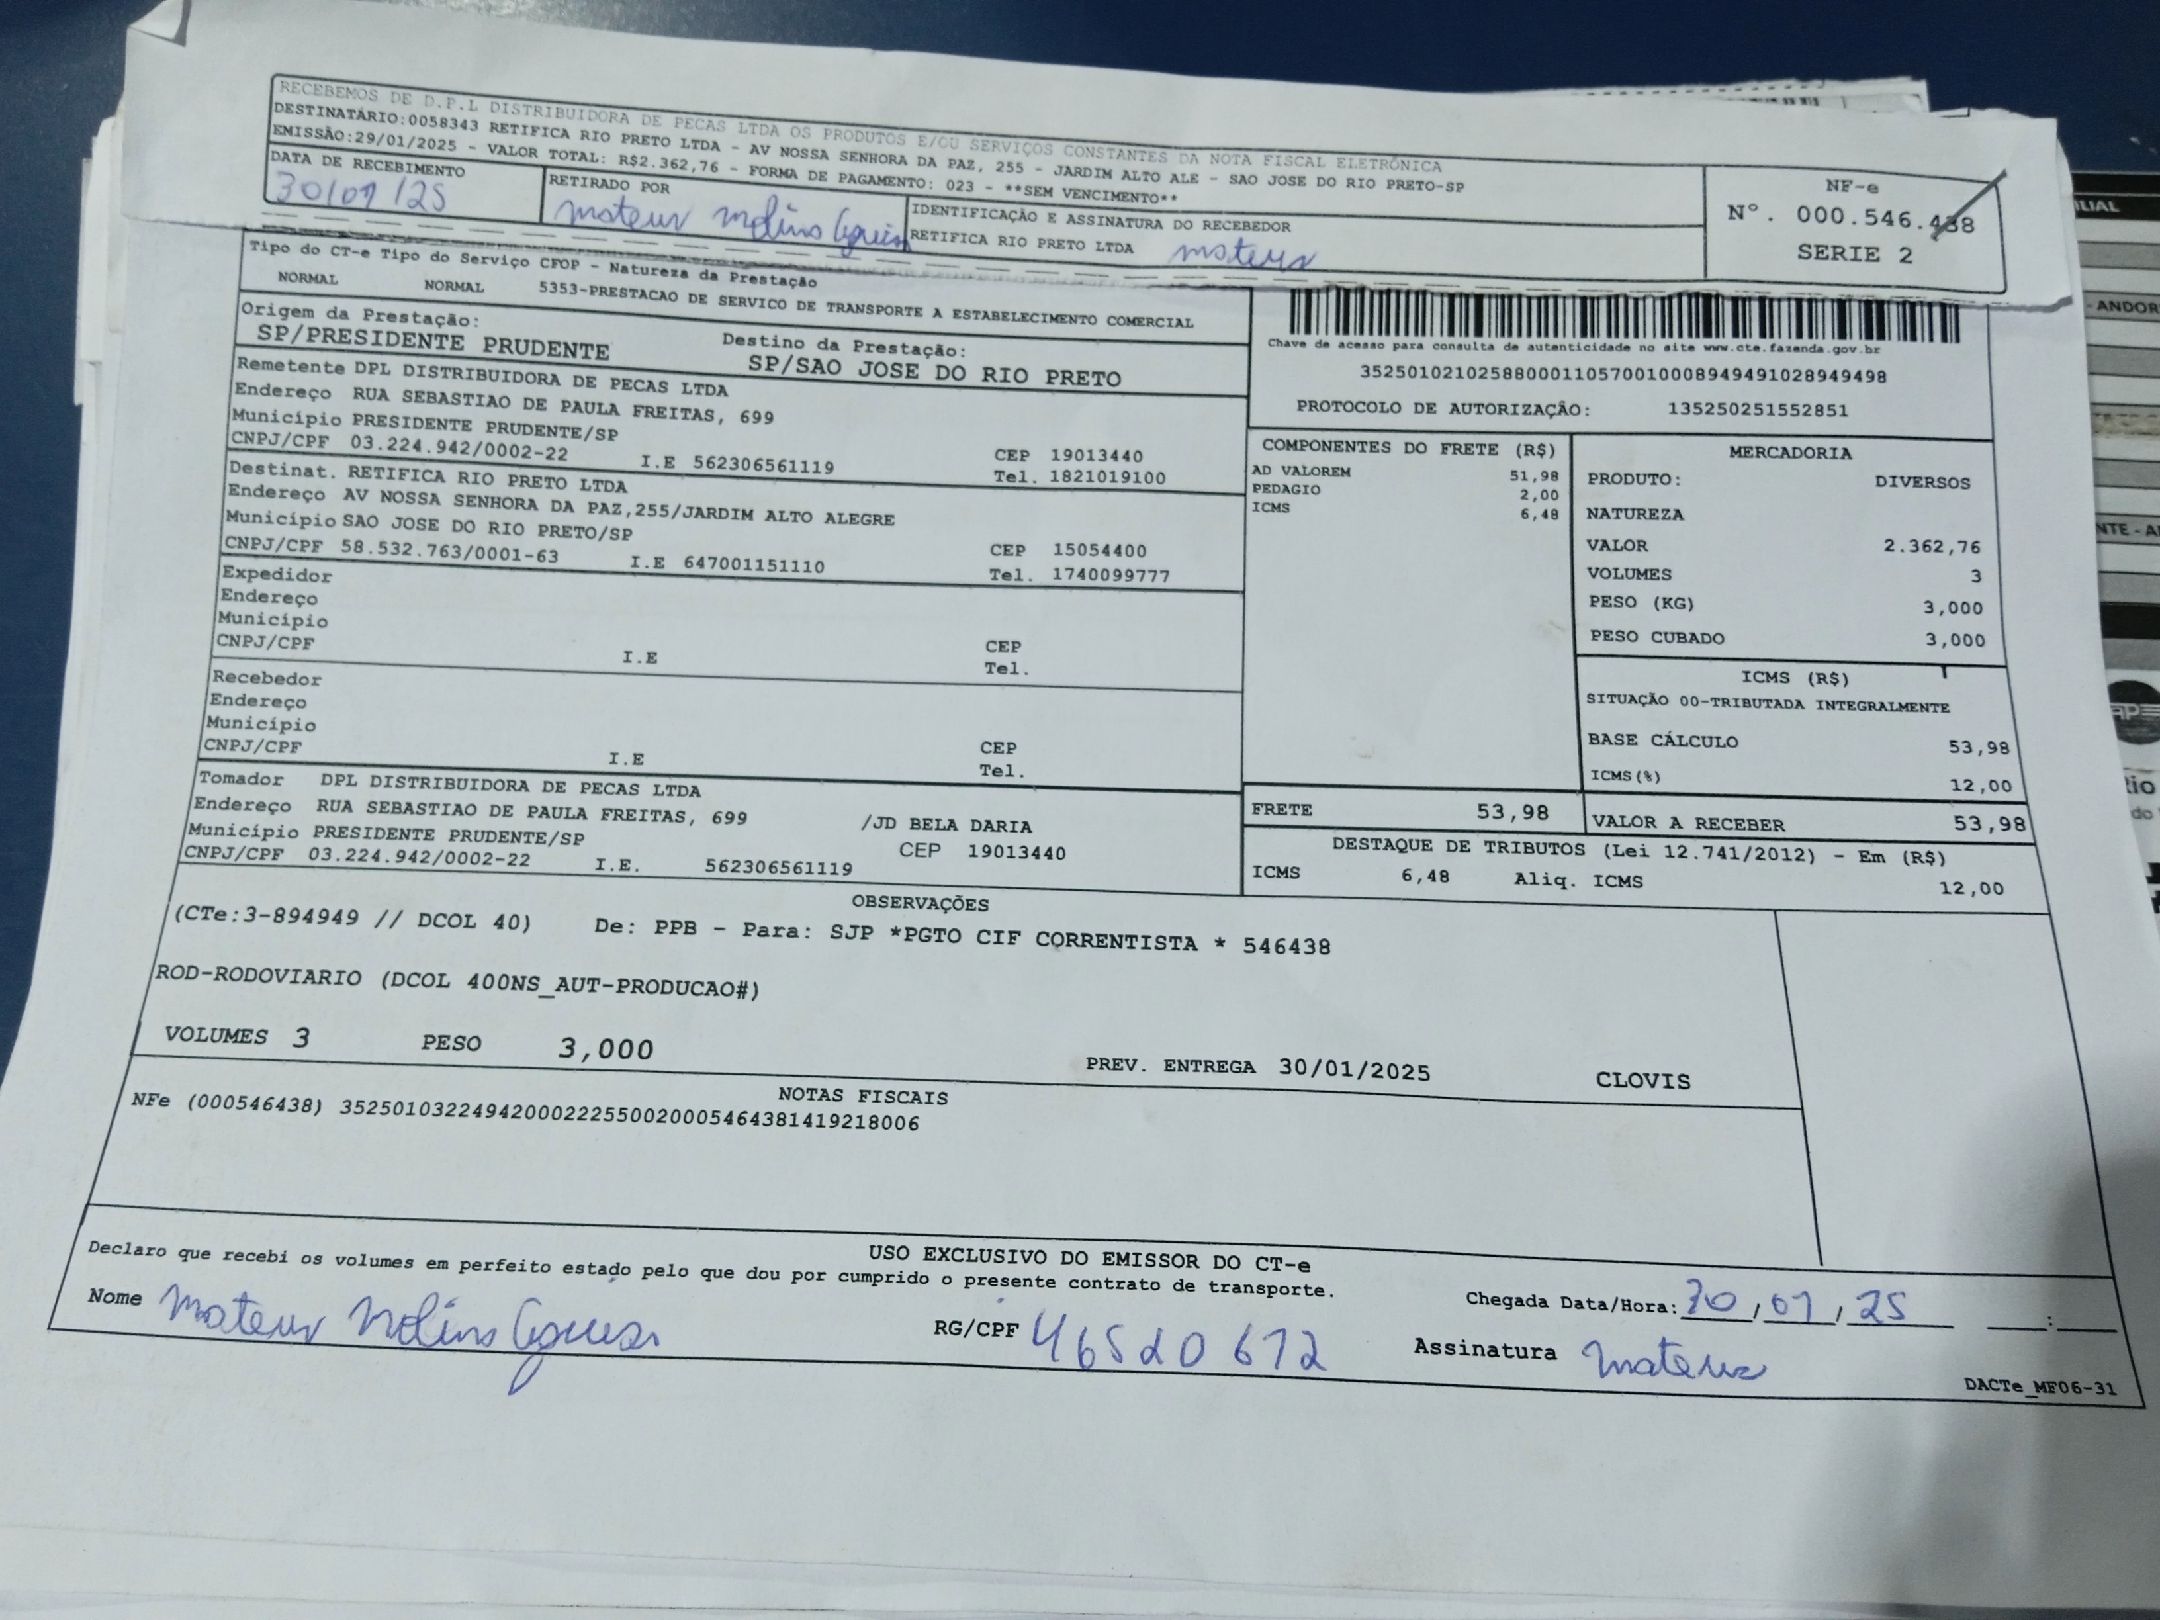 RECEBEMOS DE D.P.L DISTRIBUIDORA DE PECAS LTDA OS PRODUTOS E/OU SERVIÇOS CONSTANTES DA NOTA FISCAL ELETRÔNICA
DESTINATÁRIO:0058343 RETIFICA RIO PRETO LTDA - AV NOSSA SENHORA DA PAZ, 255 - JARDIM ALTO ALE - SAO JOSE DO RIO PRETO-SP
EMISSÃO:29/01/2025 - VALOR TOTAL: R$2.362,76 - FORMA DE PAGAMENTO: 023 - **SEM VENCIMENTO**
DATA DE RECEBIMENTO
30/01/25
RETIRADO POR
Mateus Molins
IDENTIFICAÇÃO E ASSINATURA DO RECEBEDOR
RETIFICA RIO PRETO LTDA Mateus
NF-e
Nº. 000.546.438
SERIE 2
Tipo do CT-e Tipo do Serviço CFOP - Natureza da Prestação
NORMAL NORMAL 5353-PRESTACAO DE SERVICO DE TRANSPORTE A ESTABELECIMENTO COMERCIAL
Origem da Prestação: Destino da Prestação:
SP/PRESIDENTE PRUDENTE SP/SAO JOSE DO RIO PRETO
Remetente DPL DISTRIBUIDORA DE PECAS LTDA
Endereço RUA SEBASTIAO DE PAULA FREITAS, 699
Município PRESIDENTE PRUDENTE/SP CEP 19013440
CNPJ/CPF 03.224.942/0002-22 I.E 562306561119 Tel. 1821019100
Destinat. RETIFICA RIO PRETO LTDA
Endereço AV NOSSA SENHORA DA PAZ,255/JARDIM ALTO ALEGRE
Município SAO JOSE DO RIO PRETO/SP CEP 15054400
CNPJ/CPF 58.532.763/0001-63 I.E 647001151110 Tel. 1740099777
Expedidor
Endereço
Município CEP
CNPJ/CPF I.E Tel.
Recebedor
Endereço
Município CEP
CNPJ/CPF I.E Tel.
Tomador DPL DISTRIBUIDORA DE PECAS LTDA
Endereço RUA SEBASTIAO DE PAULA FREITAS, 699 /JD BELA DARIA
Município PRESIDENTE PRUDENTE/SP CEP 19013440
CNPJ/CPF 03.224.942/0002-22 I.E. 562306561119
Chave de acesso para consulta de autenticidade no site www.cte.fazenda.gov.br
35250102102588000110570010008949491028949498
PROTOCOLO DE AUTORIZAÇÃO: 135250251552851
COMPONENTES DO FRETE (R$)
AD VALOREM 51,98
PEDAGIO 2,00
ICMS 6,48
MERCADORIA
PRODUTO: DIVERSOS
NATUREZA
VALOR 2.362,76
VOLUMES 3
PESO (KG) 3,000
PESO CUBADO 3,000
ICMS (R$)
SITUAÇÃO 00-TRIBUTADA INTEGRALMENTE
BASE CÁLCULO 53,98
ICMS(%) 12,00
FRETE 53,98 VALOR A RECEBER 53,98
DESTAQUE DE TRIBUTOS (Lei 12.741/2012) - Em (R$)
ICMS 6,48 Aliq. ICMS 12,00
OBSERVAÇÕES
(CTe:3-894949 // DCOL 40) De: PPB - Para: SJP *PGTO CIF CORRENTISTA * 546438
ROD-RODOVIARIO (DCOL 400NS_AUT-PRODUCAO#)
VOLUMES 3 PESO 3,000 PREV. ENTREGA 30/01/2025 CLOVIS
NOTAS FISCAIS
NFe (000546438) 35250103224942000222550020005464381419218006
USO EXCLUSIVO DO EMISSOR DO CT-e
Declaro que recebi os volumes em perfeito estado pelo que dou por cumprido o presente contrato de transporte.
Chegada Data/Hora: 30/01/25 :
Nome Mateus Molins RG/CPF 46520672 Assinatura Mateus
DACTe_MF06-31